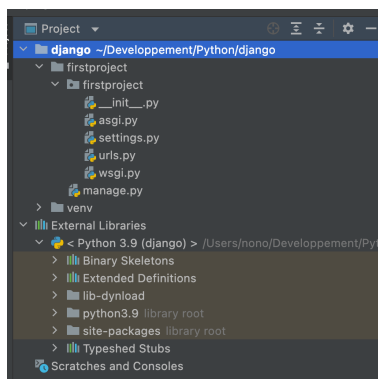 Project
django ~/Developpement/Python/django
firstproject
firstproject
__init__.py
asgi.py
settings.py
urls.py
wsgi.py
manage.py
venv
External Libraries
< Python 3.9 (django) > /Users/nono/Developpement/Pyt
Binary Skeletons
Extended Definitions
lib-dynload
python3.9 library root
site-packages library root
Typeshed Stubs
Scratches and Consoles